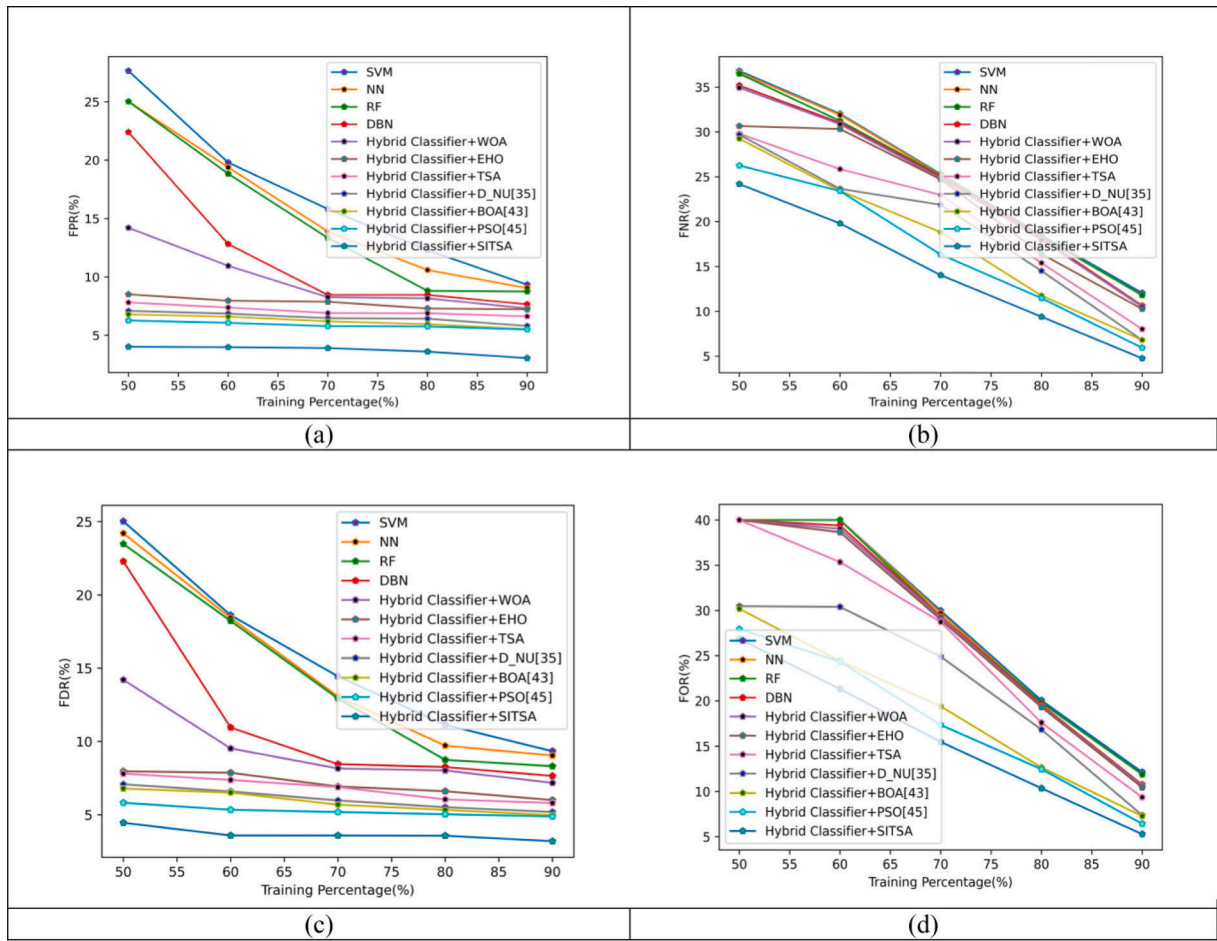 FPR(%)
25
20
15
10
5
50 55 60 65 70 75 80 85 90
Training Percentage(%)
SVM
NN
RF
DBN
Hybrid Classifier+WOA
Hybrid Classifier+EHO
Hybrid Classifier+TSA
Hybrid Classifier+D_NU[35]
Hybrid Classifier+BOA[43]
Hybrid Classifier+PSO[45]
Hybrid Classifier+SITSA
(a)
FNR(%)
35
30
25
20
15
10
5
50 55 60 65 70 75 80 85 90
Training Percentage(%)
SVM
NN
RF
DBN
Hybrid Classifier+WOA
Hybrid Classifier+EHO
Hybrid Classifier+TSA
Hybrid Classifier+D_NU[35]
Hybrid Classifier+BOA[43]
Hybrid Classifier+PSO[45]
Hybrid Classifier+SITSA
(b)
FDR(%)
25
20
15
10
5
50 55 60 65 70 75 80 85 90
Training Percentage(%)
SVM
NN
RF
DBN
Hybrid Classifier+WOA
Hybrid Classifier+EHO
Hybrid Classifier+TSA
Hybrid Classifier+D_NU[35]
Hybrid Classifier+BOA[43]
Hybrid Classifier+PSO[45]
Hybrid Classifier+SITSA
(c)
FOR(%)
40
35
30
25
20
15
10
5
50 55 60 65 70 75 80 85 90
Training Percentage(%)
SVM
NN
RF
DBN
Hybrid Classifier+WOA
Hybrid Classifier+EHO
Hybrid Classifier+TSA
Hybrid Classifier+D_NU[35]
Hybrid Classifier+BOA[43]
Hybrid Classifier+PSO[45]
Hybrid Classifier+SITSA
(d)